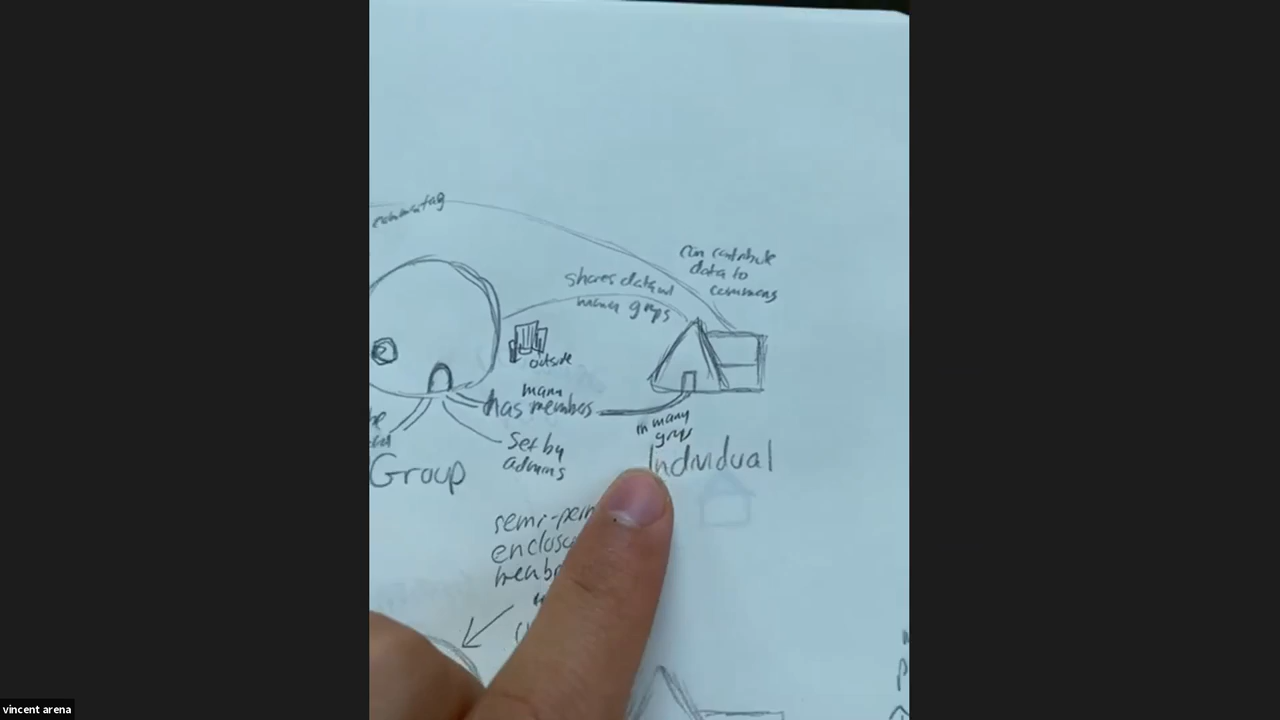 can contribute
data to
commons
shares data w/
many grps
outside
many
has members
in many
grps
Set by
admins
Group
Individual
semi-perm
enclosu
membr
vincent arena